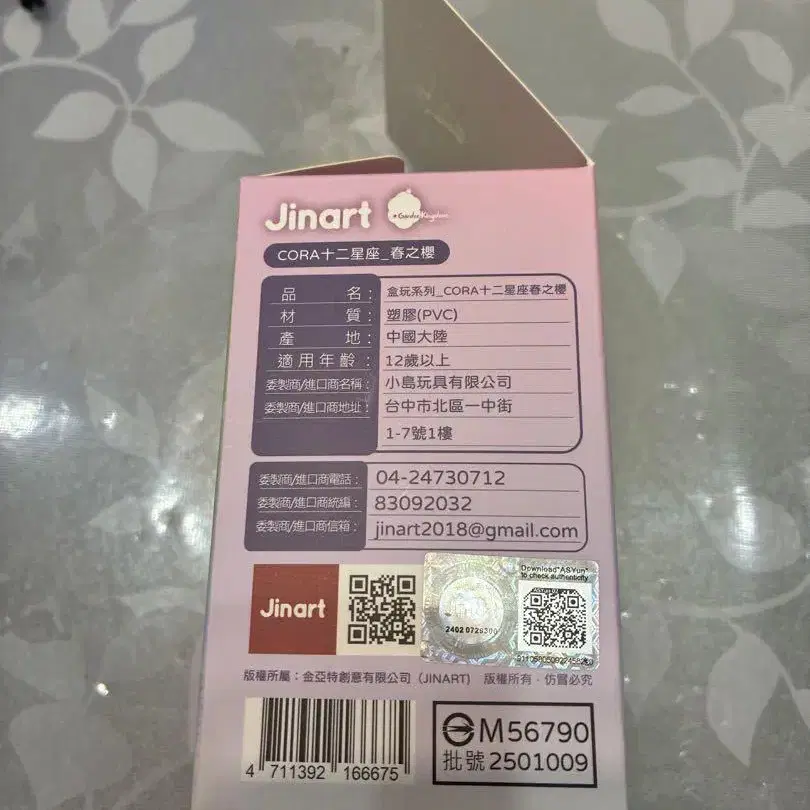 Jinart
Garden Kingdom
CORA十二星座_春之櫻
品名: 盒玩系列_CORA十二星座春之櫻
材質: 塑膠(PVC)
產地: 中國大陸
適用年齡: 12歲以上
委製商/進口商名稱: 小島玩具有限公司
委製商/進口商地址: 台中市北區一中街
1-7號1樓
委製商/進口商電話: 04-24730712
委製商/進口商統編: 83092032
委製商/進口商信箱: jinart2018@gmail.com
Jinart
Download"ASYun"
to check authenticity
版權所屬：金亞特創意有限公司（JINART） 版權所有．仿冒必究
4 711392 166675
M56790
批號 2501009